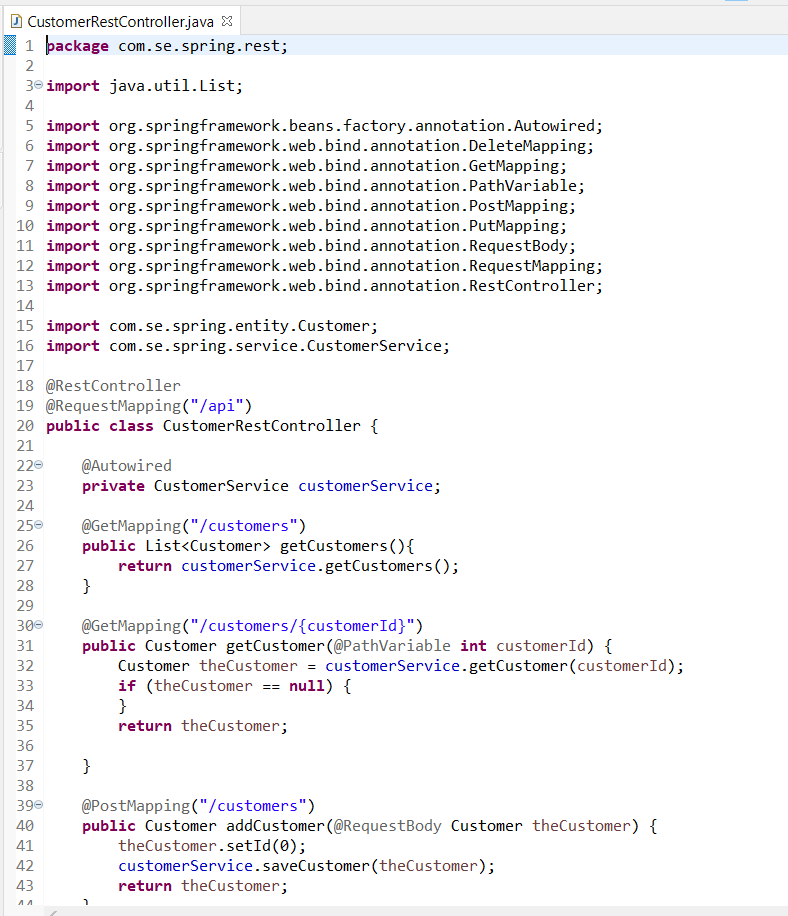 CustomerRestController.java
1 package com.se.spring.rest;
2
3 import java.util.List;
4
5 import org.springframework.beans.factory.annotation.Autowired;
6 import org.springframework.web.bind.annotation.DeleteMapping;
7 import org.springframework.web.bind.annotation.GetMapping;
8 import org.springframework.web.bind.annotation.PathVariable;
9 import org.springframework.web.bind.annotation.PostMapping;
10 import org.springframework.web.bind.annotation.PutMapping;
11 import org.springframework.web.bind.annotation.RequestBody;
12 import org.springframework.web.bind.annotation.RequestMapping;
13 import org.springframework.web.bind.annotation.RestController;
14
15 import com.se.spring.entity.Customer;
16 import com.se.spring.service.CustomerService;
17
18 @RestController
19 @RequestMapping("/api")
20 public class CustomerRestController {
21
22     @Autowired
23     private CustomerService customerService;
24
25     @GetMapping("/customers")
26     public List<Customer> getCustomers(){
27         return customerService.getCustomers();
28     }
29
30     @GetMapping("/customers/{customerId}")
31     public Customer getCustomer(@PathVariable int customerId) {
32         Customer theCustomer = customerService.getCustomer(customerId);
33         if (theCustomer == null) {
34         }
35         return theCustomer;
36
37     }
38
39     @PostMapping("/customers")
40     public Customer addCustomer(@RequestBody Customer theCustomer) {
41         theCustomer.setId(0);
42         customerService.saveCustomer(theCustomer);
43         return theCustomer;
44     }